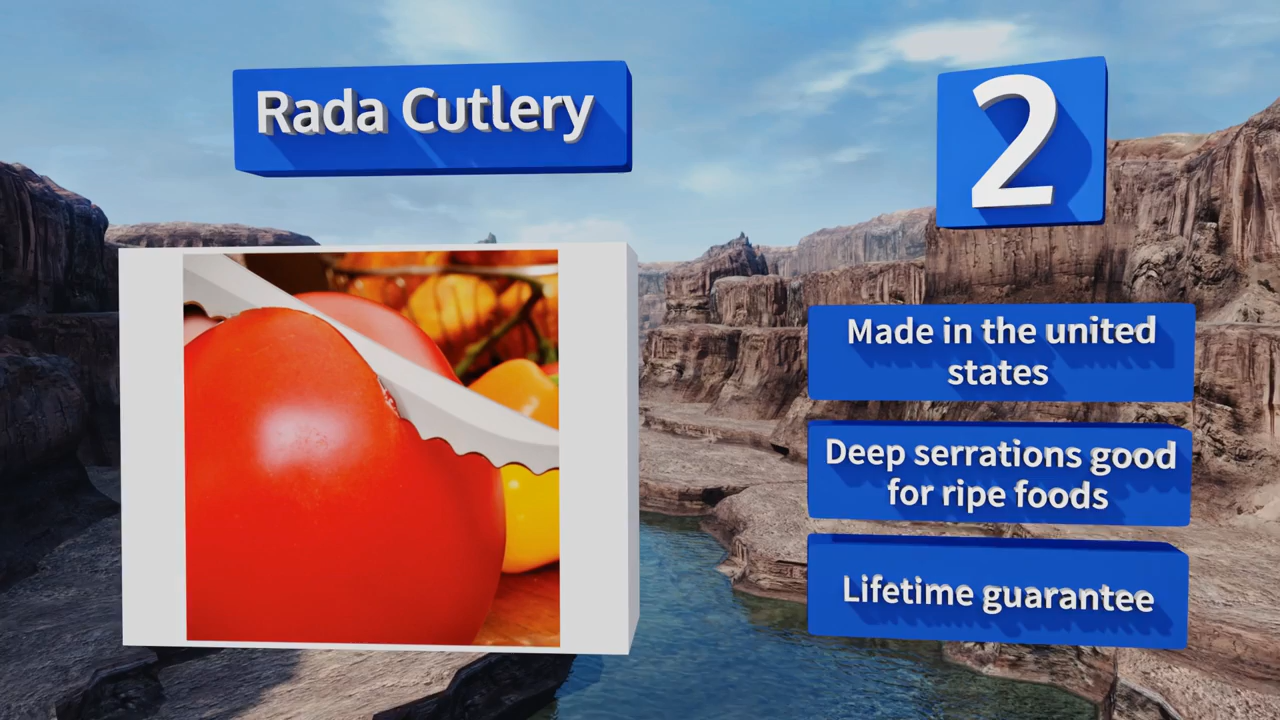 Rada Cutlery
2
Made in the united
states
Deep serrations good
for ripe foods
Lifetime guarantee